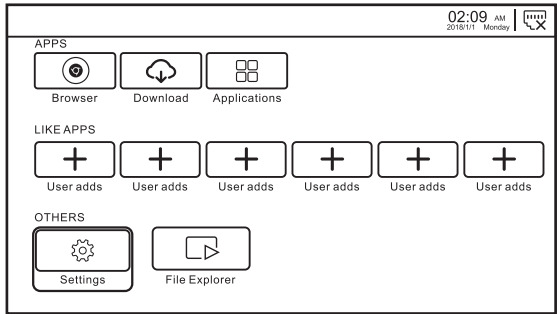 02:09 AM
2018/1/1 Monday
APPS
Browser Download Applications
LIKE APPS
User adds User adds User adds User adds User adds User adds
OTHERS
Settings File Explorer